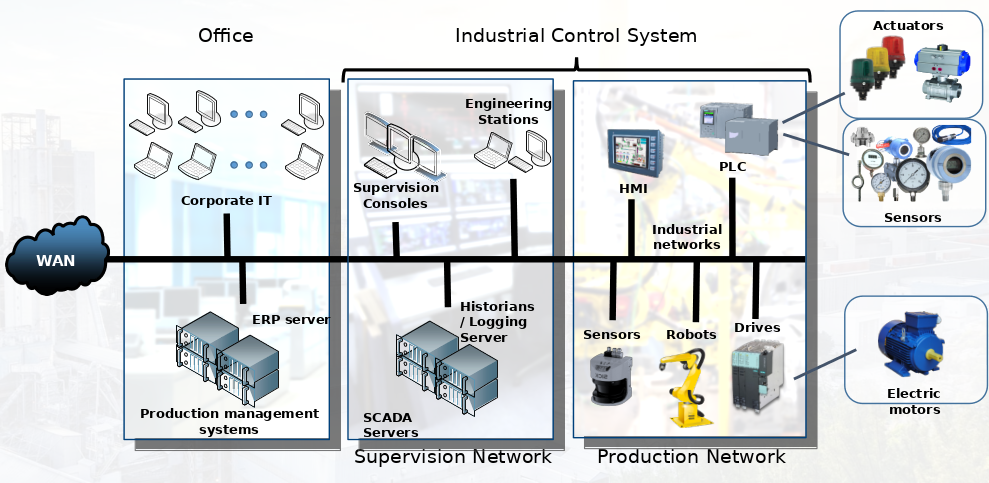 Office
Industrial Control System
Actuators
Engineering
Stations
Supervision
Consoles
Corporate IT
HMI
PLC
Sensors
Industrial
networks
WAN
ERP server
Historians
/ Logging
Server
Sensors
Robots
Drives
Production management
systems
SCADA
Servers
Electric
motors
Supervision Network
Production Network